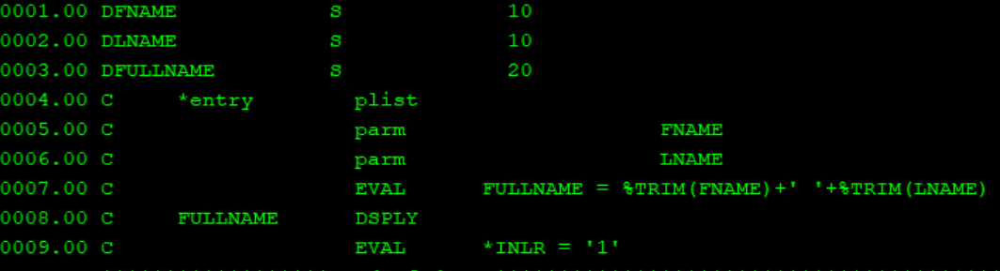 0001.00 DFNAME S 10
0002.00 DLNAME S 10
0003.00 DFULLNAME S 20
0004.00 C *entry plist
0005.00 C parm FNAME
0006.00 C parm LNAME
0007.00 C EVAL FULLNAME = %TRIM(FNAME)+' '+%TRIM(LNAME)
0008.00 C FULLNAME DSPLY
0009.00 C EVAL *INLR = '1'